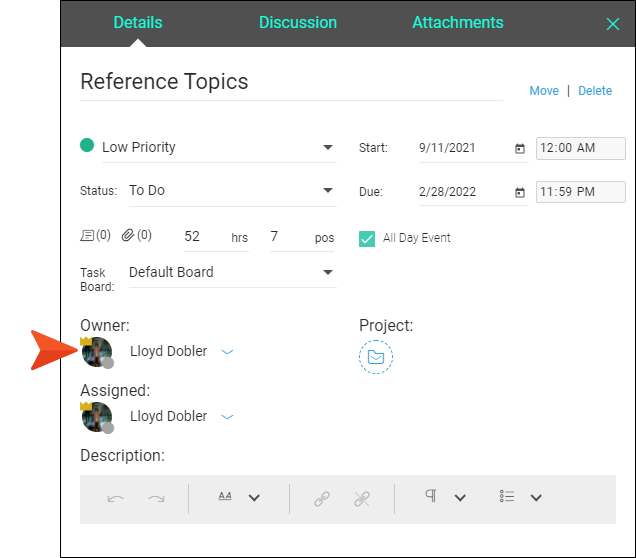 Details Discussion Attachments
Reference Topics
Move | Delete
Low Priority Start: 9/11/2021 12:00 AM
Status: To Do Due: 2/28/2022 11:59 PM
(0) (0) 52 hrs 7 pos All Day Event
Task Board: Default Board
Owner: Project:
Lloyd Dobler
Assigned:
Lloyd Dobler
Description:
AA